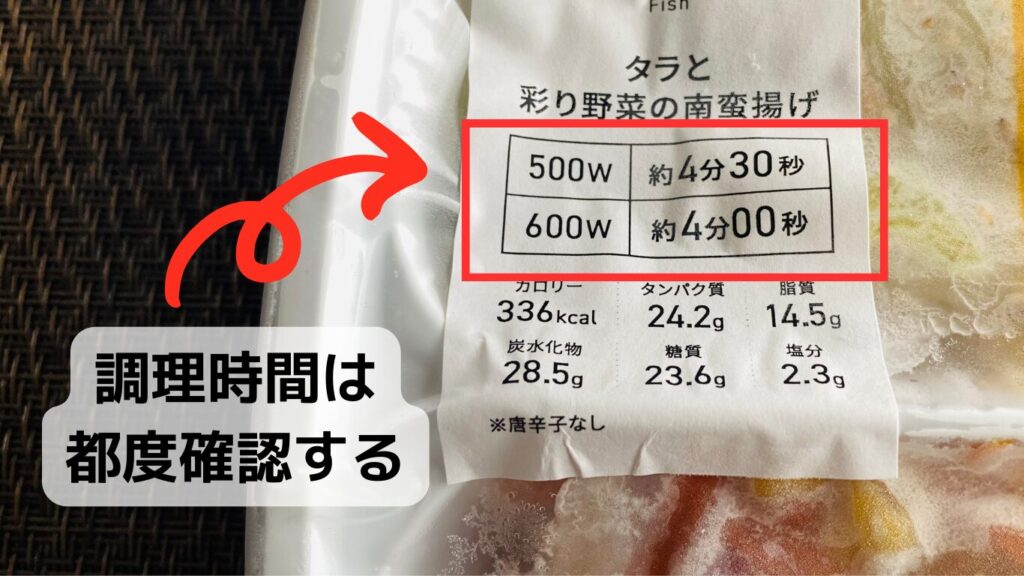 Fish
タラと
彩り野菜の南蛮揚げ
500W 約4分30秒
600W 約4分00秒
カロリー タンパク質 脂質
336kcal 24.2g 14.5g
炭水化物 糖質 塩分
28.5g 23.6g 2.3g
※唐辛子なし
調理時間は
都度確認する